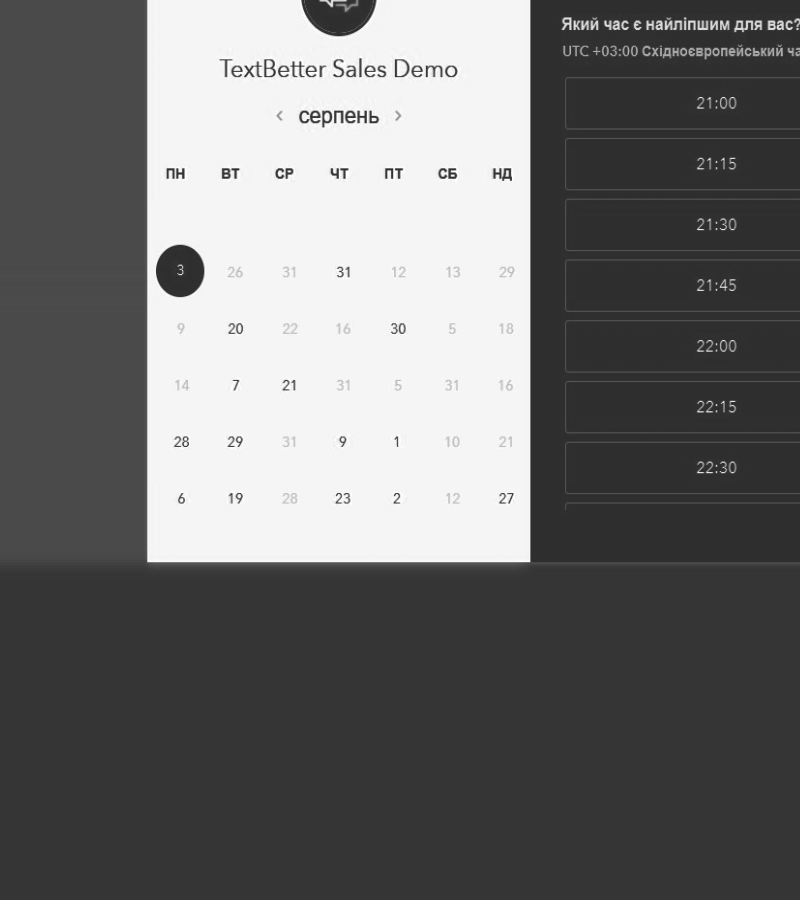 TextBetter Sales Demo
< серпень >
ПН ВТ СР ЧТ ПТ СБ НД
3 26 31 31 12 13 29
9 20 22 16 30 5 18
14 7 21 31 5 31 16
28 29 31 9 1 10 21
6 19 28 23 2 12 27
Який час є найліпшим для вас?
UTC +03:00 Східноєвропейський ча
21:00
21:15
21:30
21:45
22:00
22:15
22:30